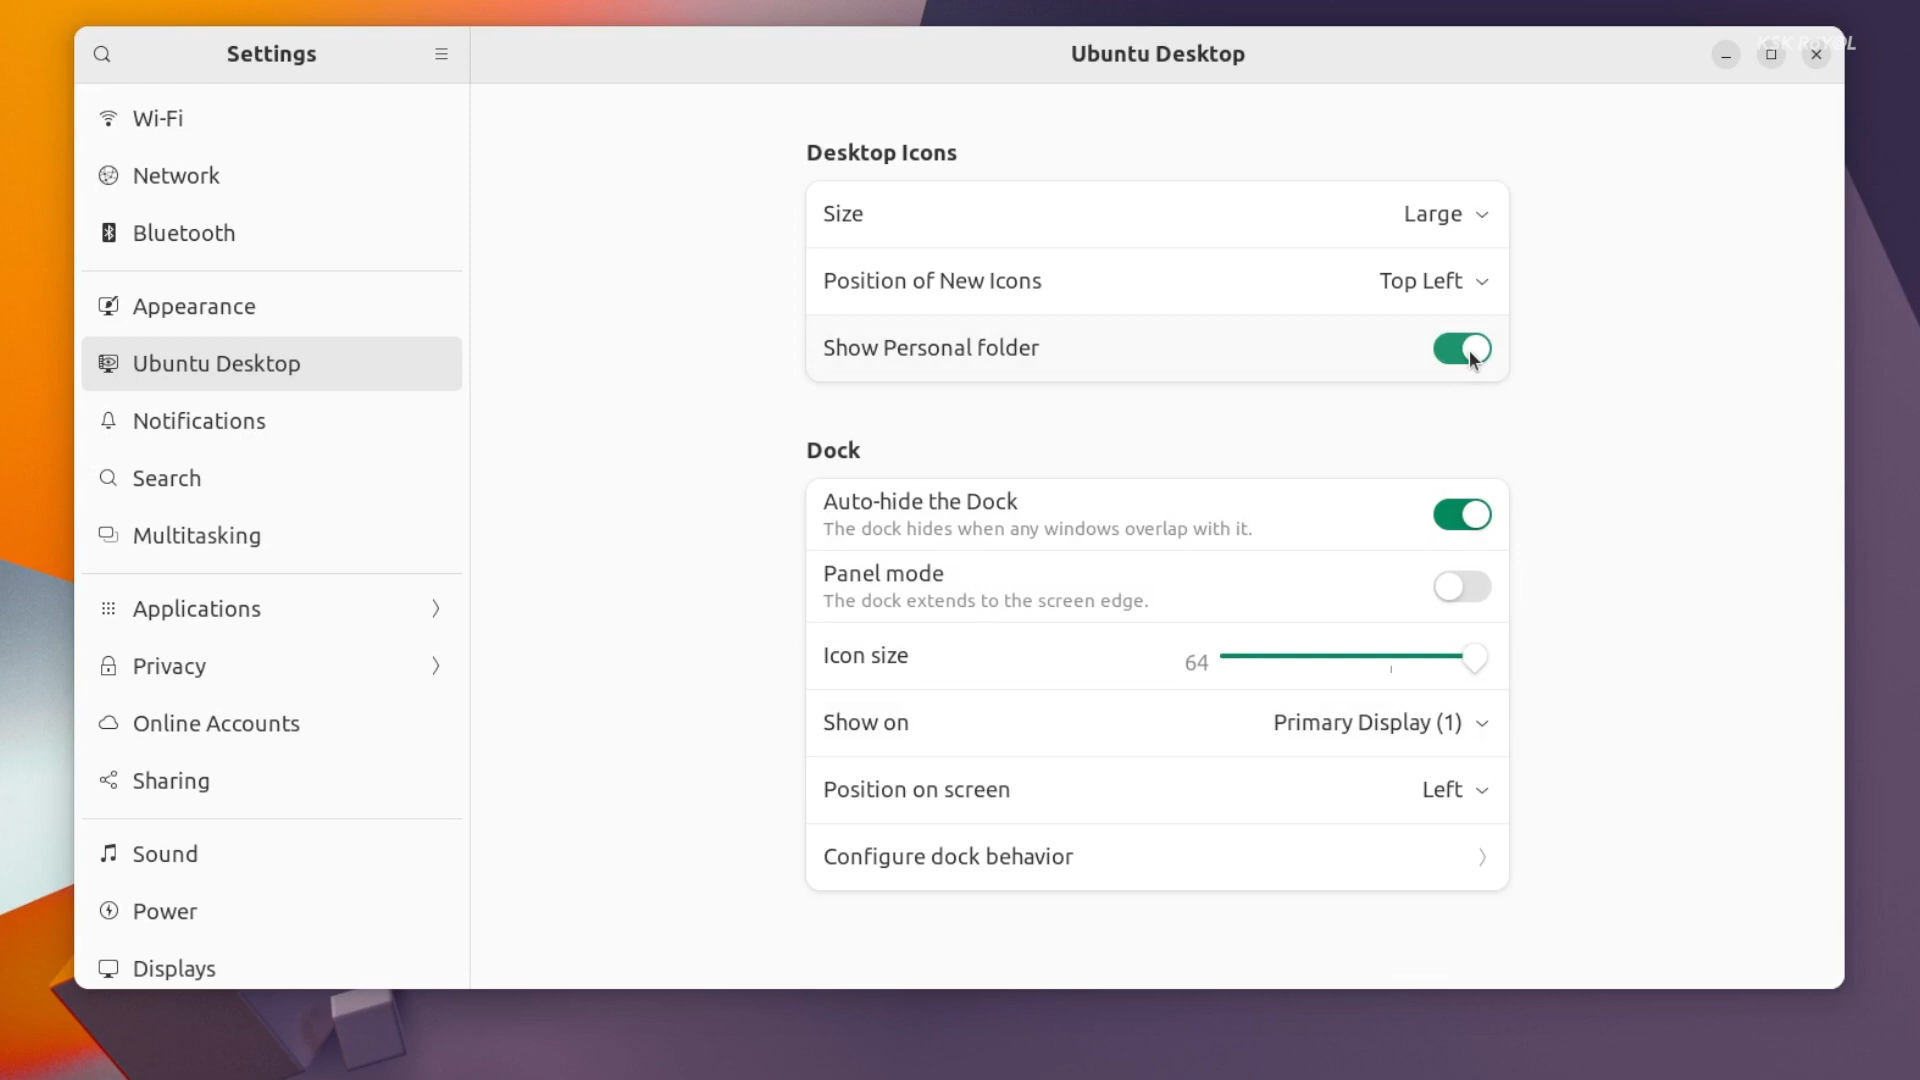 Settings
Ubuntu Desktop
KSK RoY@L
Wi-Fi
Network
Bluetooth
Appearance
Ubuntu Desktop
Notifications
Search
Multitasking
Applications
Privacy
Online Accounts
Sharing
Sound
Power
Displays
Desktop Icons
Size Large
Position of New Icons Top Left
Show Personal folder
Dock
Auto-hide the Dock
The dock hides when any windows overlap with it.
Panel mode
The dock extends to the screen edge.
Icon size 64
Show on Primary Display (1)
Position on screen Left
Configure dock behavior